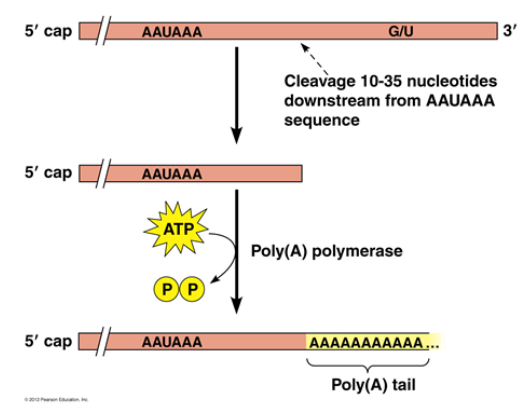 5′ cap AAUAAA G/U 3′
Cleavage 10-35 nucleotides
downstream from AAUAAA
sequence
5′ cap AAUAAA
ATP
Poly(A) polymerase
P P
5′ cap AAUAAA AAAAAAAAAAA...
Poly(A) tail
© 2012 Pearson Education, Inc.